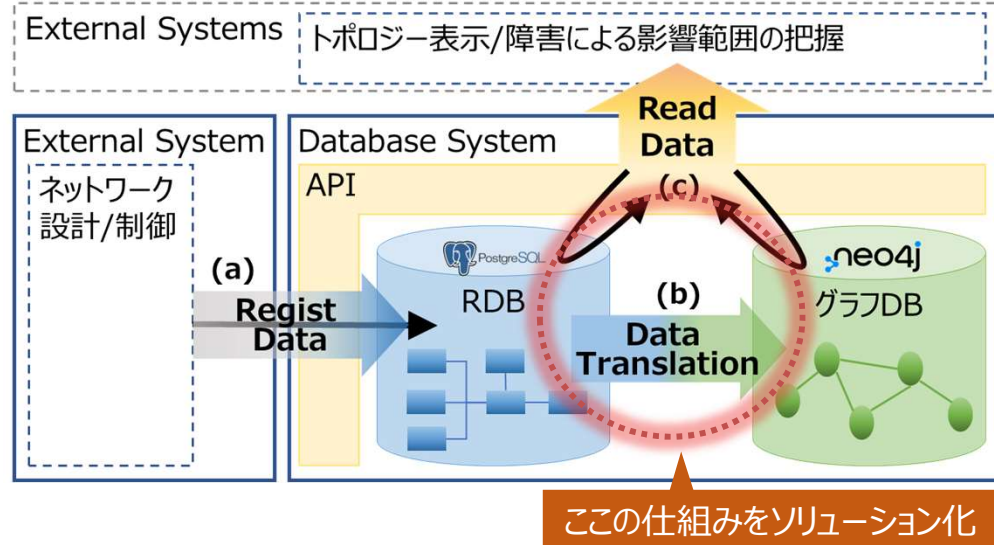 External Systems
トポロジー表示/障害による影響範囲の把握
Read
Data
(c)
External System
ネットワーク
設計/制御
Database System
API
(a)
Regist
Data
PostgreSQL
RDB
(b)
Data
Translation
neo4j
グラフDB
ここの仕組みをソリューション化